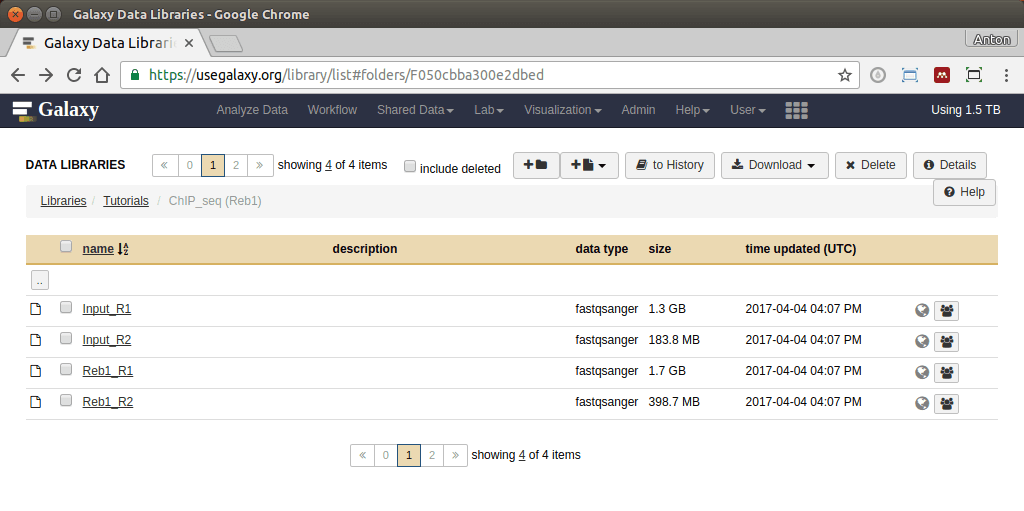 Galaxy Data Libraries - Google Chrome
Galaxy Data Librari
Anton
https://usegalaxy.org/library/list#folders/F050cbba300e2dbed
Galaxy Analyze Data Workflow Shared Data Lab Visualization Admin Help User Using 1.5 TB
DATA LIBRARIES « 0 1 2 » showing 4 of 4 items include deleted to History Download Delete Details
Help
Libraries / Tutorials / ChIP_seq (Reb1)
name description data type size time updated (UTC)
..
Input_R1 fastqsanger 1.3 GB 2017-04-04 04:07 PM
Input_R2 fastqsanger 183.8 MB 2017-04-04 04:07 PM
Reb1_R1 fastqsanger 1.7 GB 2017-04-04 04:07 PM
Reb1_R2 fastqsanger 398.7 MB 2017-04-04 04:07 PM
« 0 1 2 » showing 4 of 4 items